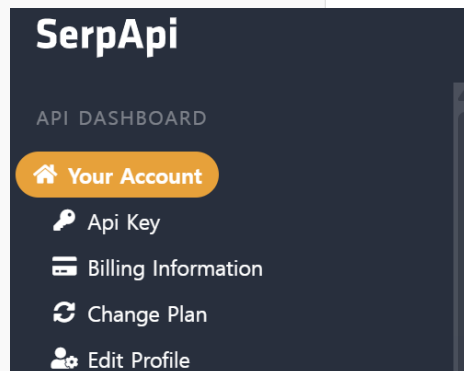 SerpApi
API DASHBOARD
Your Account
Api Key
Billing Information
Change Plan
Edit Profile